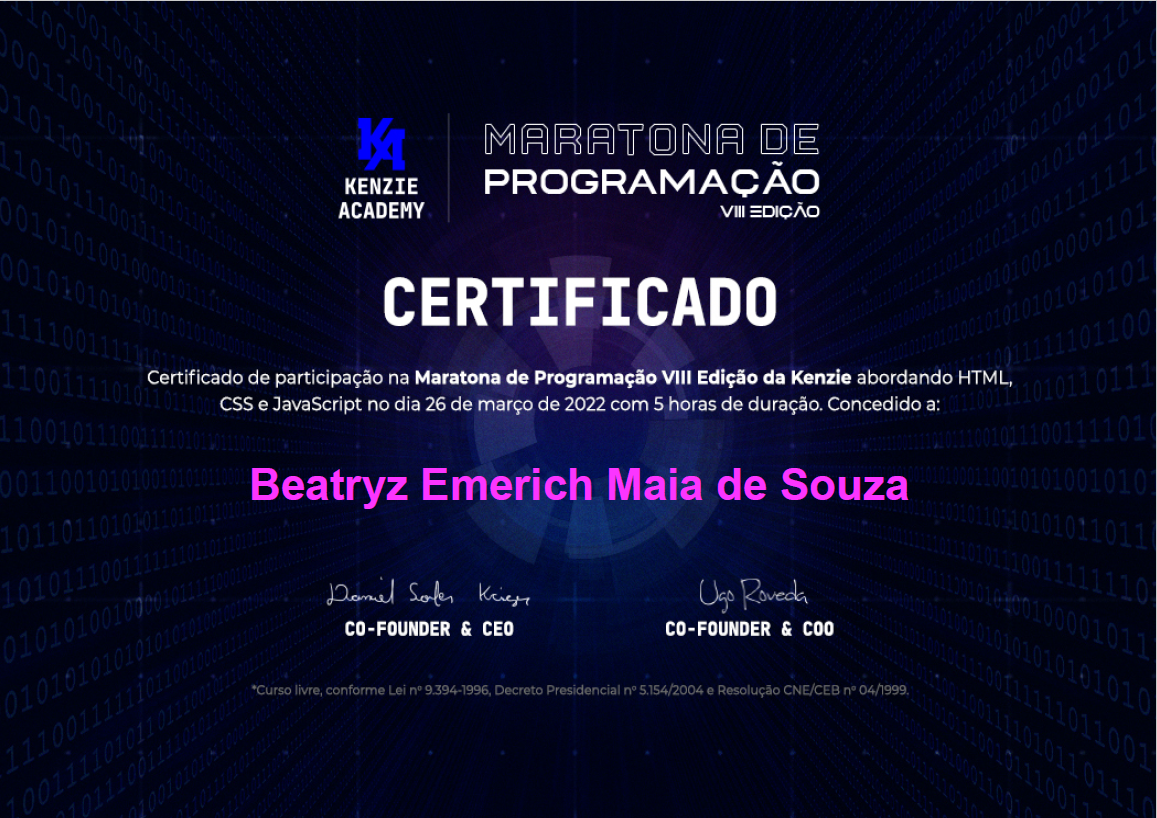 KENZIE
ACADEMY
MARATONA DE
PROGRAMAÇÃO
VIII EDIÇÃO
CERTIFICADO
Certificado de participação na Maratona de Programação VIII Edição da Kenzie abordando HTML,
CSS e JavaScript no dia 26 de março de 2022 com 5 horas de duração. Concedido a:
Beatryz Emerich Maia de Souza
Ugo Roveda
CO-FOUNDER & CEO
CO-FOUNDER & COO
*Curso livre, conforme Lei nº 9.394-1996, Decreto Presidencial nº 5.154/2004 e Resolução CNE/CEB nº 04/1999.